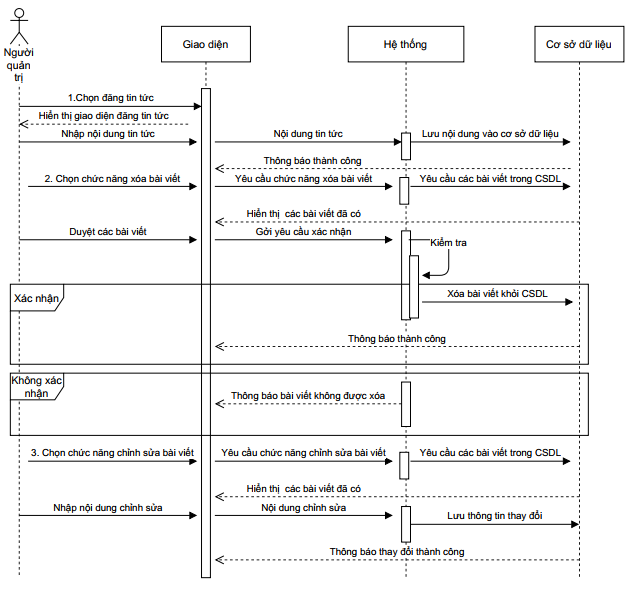 Người
quản
trị
Giao diện
Hệ thống
Cơ sở dữ liệu
1.Chọn đăng tin tức
Hiển thị giao diện đăng tin tức
Nhập nội dung tin tức
Nội dung tin tức
Lưu nội dung vào cơ sở dữ liệu
Thông báo thành công
2. Chọn chức năng xóa bài viết
Yêu cầu chức năng xóa bài viết
Yêu cầu các bài viết trong CSDL
Hiển thị các bài viết đã có
Duyệt các bài viết
Gởi yêu cầu xác nhận
Kiểm tra
Xác nhận
Xóa bài viết khỏi CSDL
Thông báo thành công
Không xác
nhận
Thông báo bài viết không được xóa
3. Chọn chức năng chỉnh sửa bài viết
Yêu cầu chức năng chỉnh sửa bài viết
Yêu cầu các bài viết trong CSDL
Hiển thị các bài viết đã có
Nhập nội dung chỉnh sửa
Nội dung chỉnh sửa
Lưu thông tin thay đổi
Thông báo thay đổi thành công